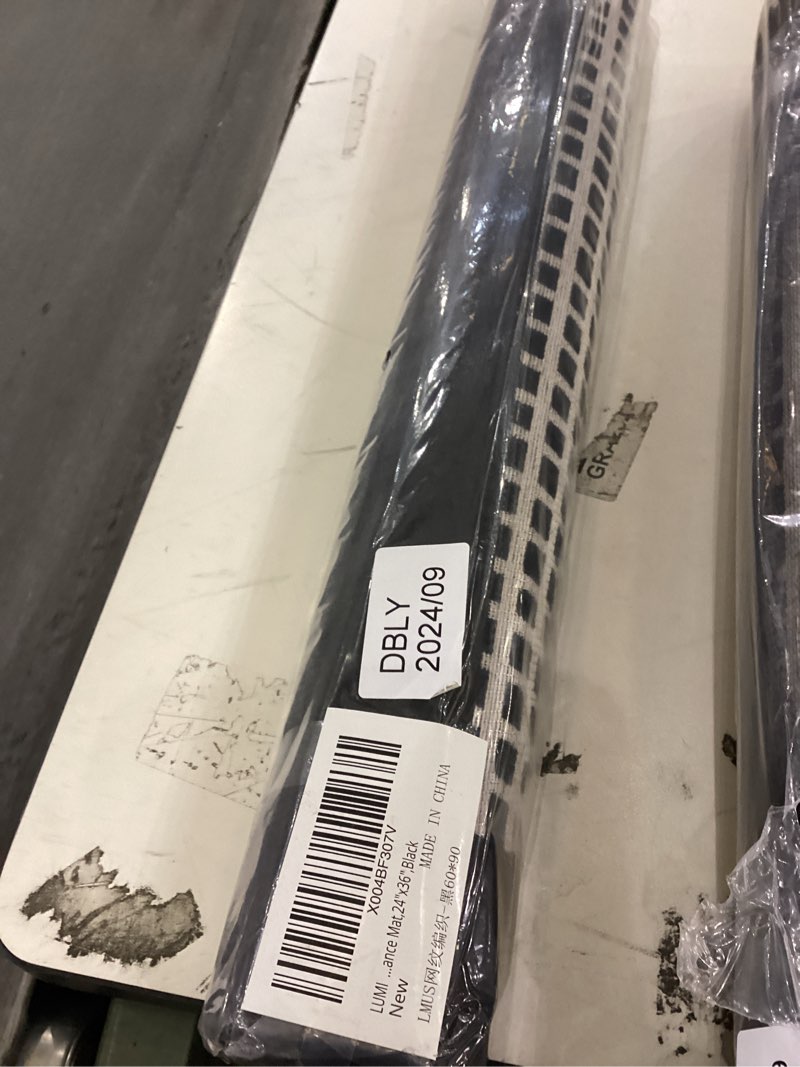 DBLY
2024/09
X004BF307V
LUMI ...ance Mat,24"x36",Black
New
MADE IN CHINA
LMUS网纹编织-黑60*90